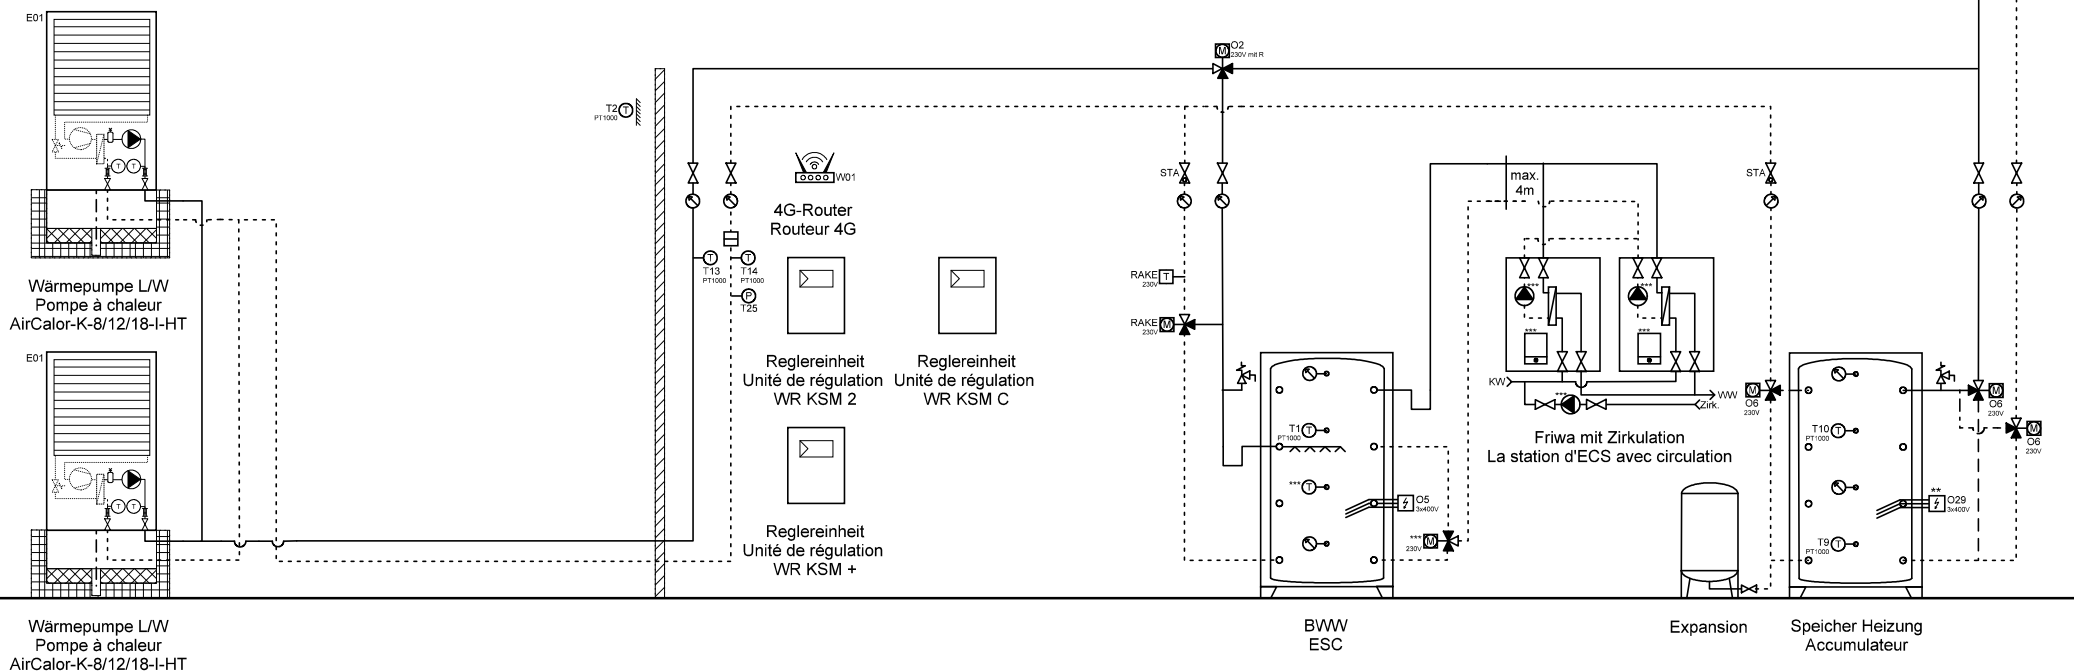 E01
Wärmepumpe L/W
Pompe à chaleur
AirCalor-K-8/12/18-I-HT
E01
Wärmepumpe L/W
Pompe à chaleur
AirCalor-K-8/12/18-I-HT
T2
PT1000
T
T
T
T
T
T13
PT1000
T
T14
PT1000
T
T25
P
W01
4G-Router
Routeur 4G
Reglereinheit
Unité de régulation
WR KSM 2
Reglereinheit
Unité de régulation
WR KSM C
Reglereinheit
Unité de régulation
WR KSM +
M
O2
230V mit R
STA
RAKE
230V
T
RAKE
230V
M
T1
PT1000
T
***
T
O5
3x400V
***
230V
M
BWW
ESC
max.
4m
***
***
***
***
KW
WW
***
Zirk.
Friwa mit Zirkulation
La station d'ECS avec circulation
STA
M
O6
230V
Expansion
T10
PT1000
T
T9
PT1000
T
**
O29
3x400V
M
O6
230V
M
O6
230V
Speicher Heizung
Accumulateur